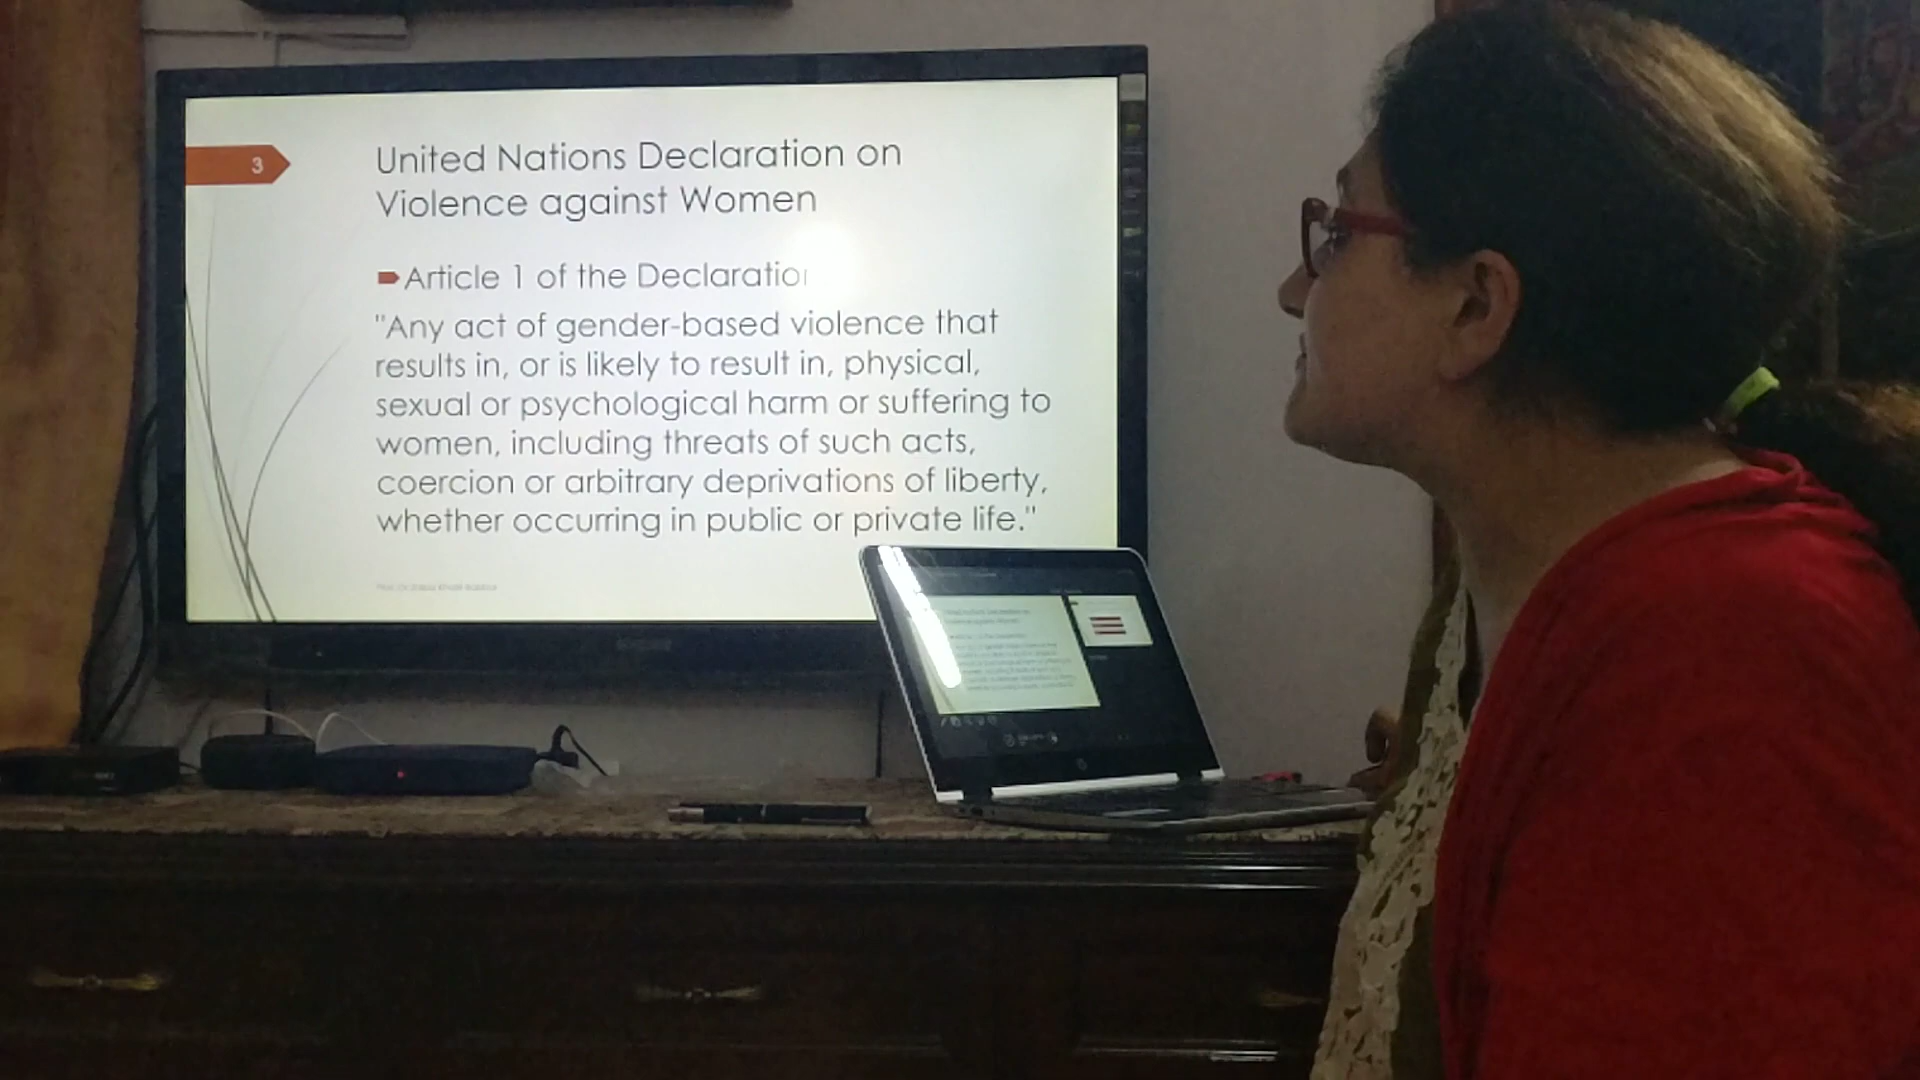 3
United Nations Declaration on
Violence against Women
Article 1 of the Declaratio
"Any act of gender-based violence that
results in, or is likely to result in, physical,
sexual or psychological harm or suffering to
women, including threats of such acts,
coercion or arbitrary deprivations of liberty,
whether occurring in public or private life."